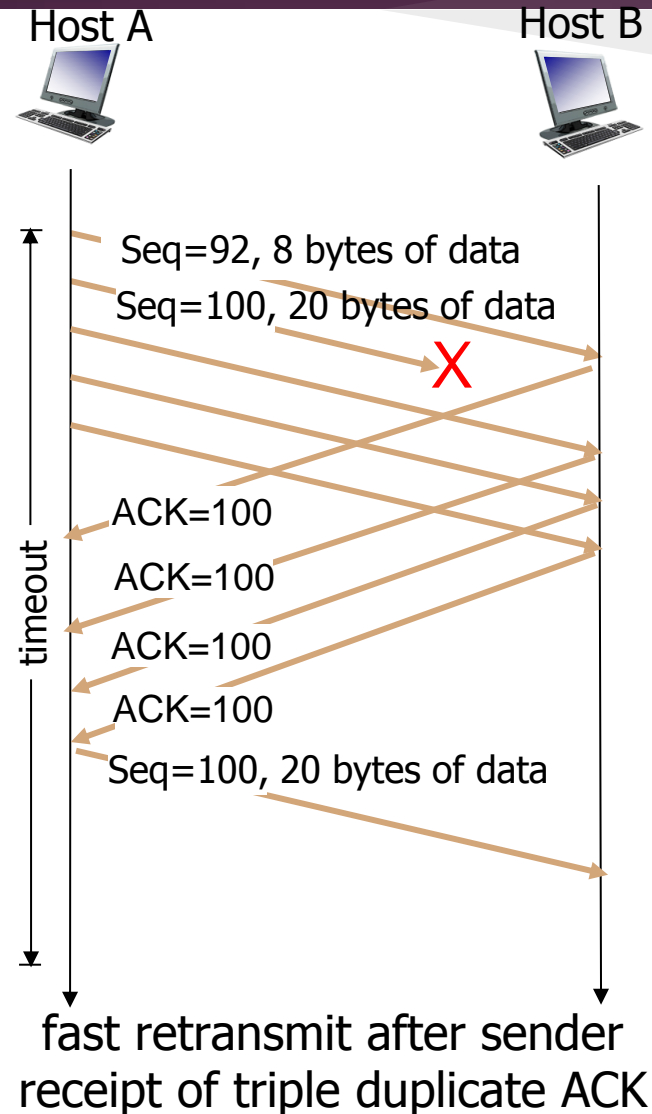 Host A
Host B
Seq=92, 8 bytes of data
Seq=100, 20 bytes of data
X
timeout
ACK=100
ACK=100
ACK=100
ACK=100
Seq=100, 20 bytes of data
fast retransmit after sender
receipt of triple duplicate ACK